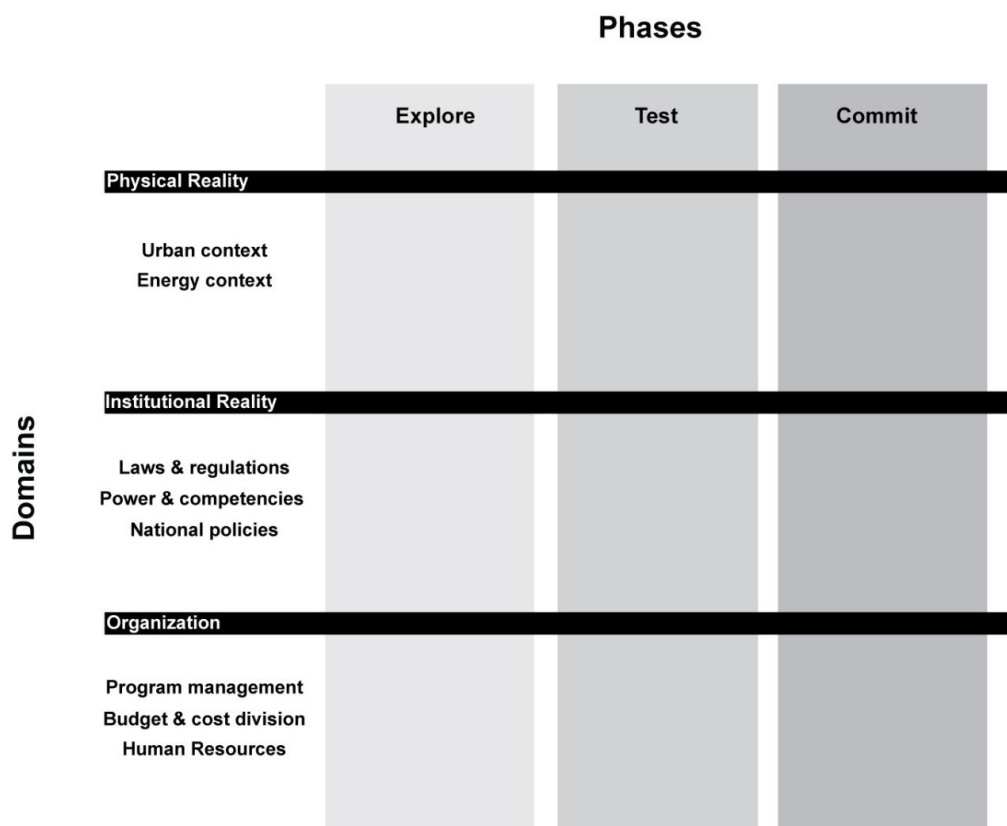 Phases
Explore Test Commit
Physical Reality
Urban context
Energy context
Institutional Reality
Laws & regulations
Power & competencies
National policies
Domains
Organization
Program management
Budget & cost division
Human Resources